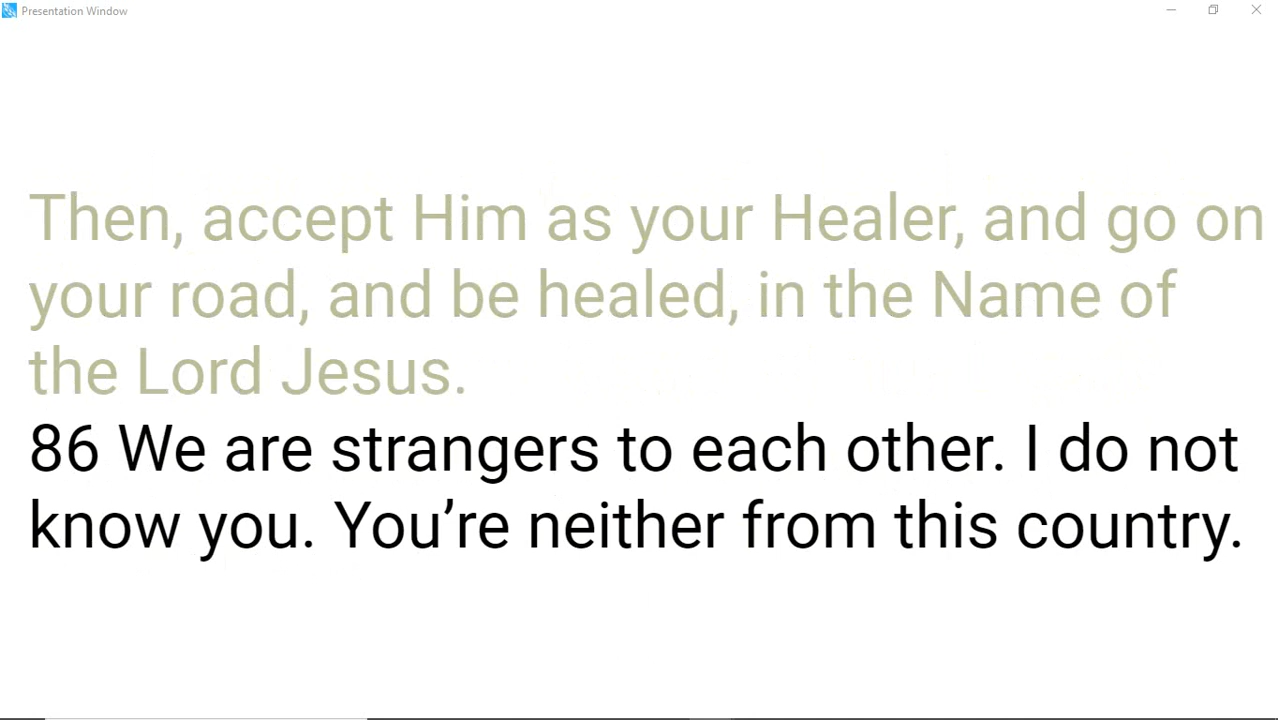 Presentation Window
Then, accept Him as your Healer, and go on
your road, and be healed, in the Name of
the Lord Jesus.
86 We are strangers to each other. I do not
know you. You’re neither from this country.